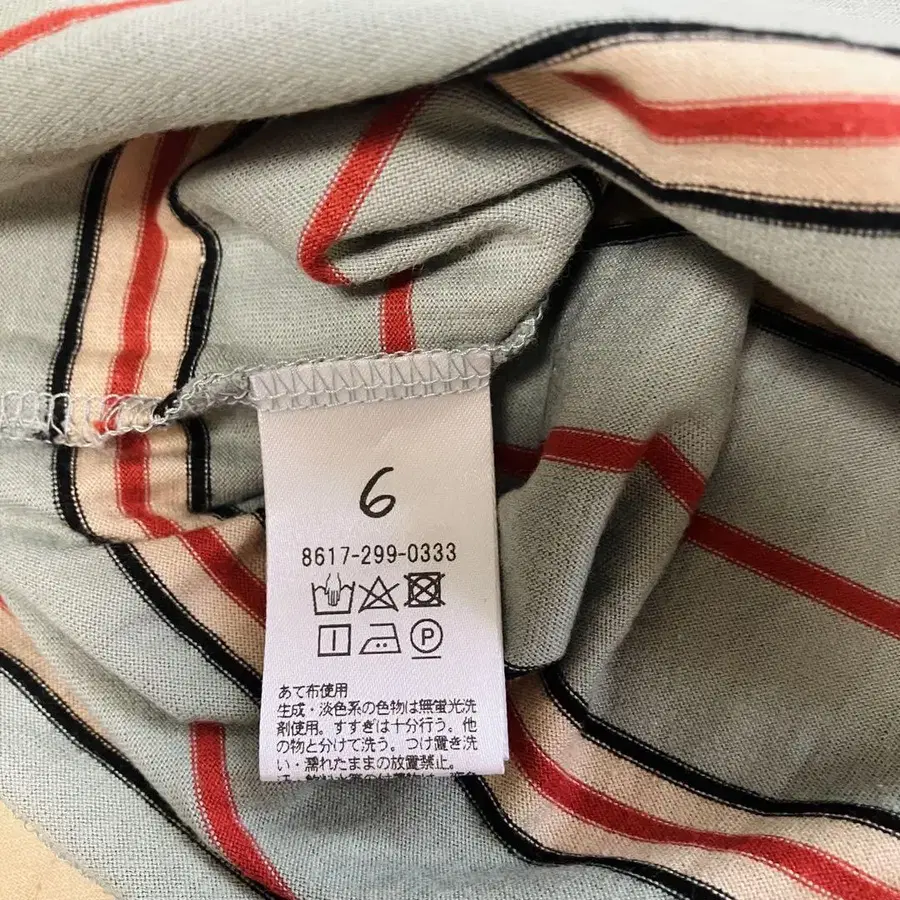 6
8617-299-0333
P
あて布使用
生成・淡色系の色物は無蛍光洗
剤使用。すすぎは十分行う。他
の物と分けて洗う。つけ置き洗
い・濡れたままの放置禁止。